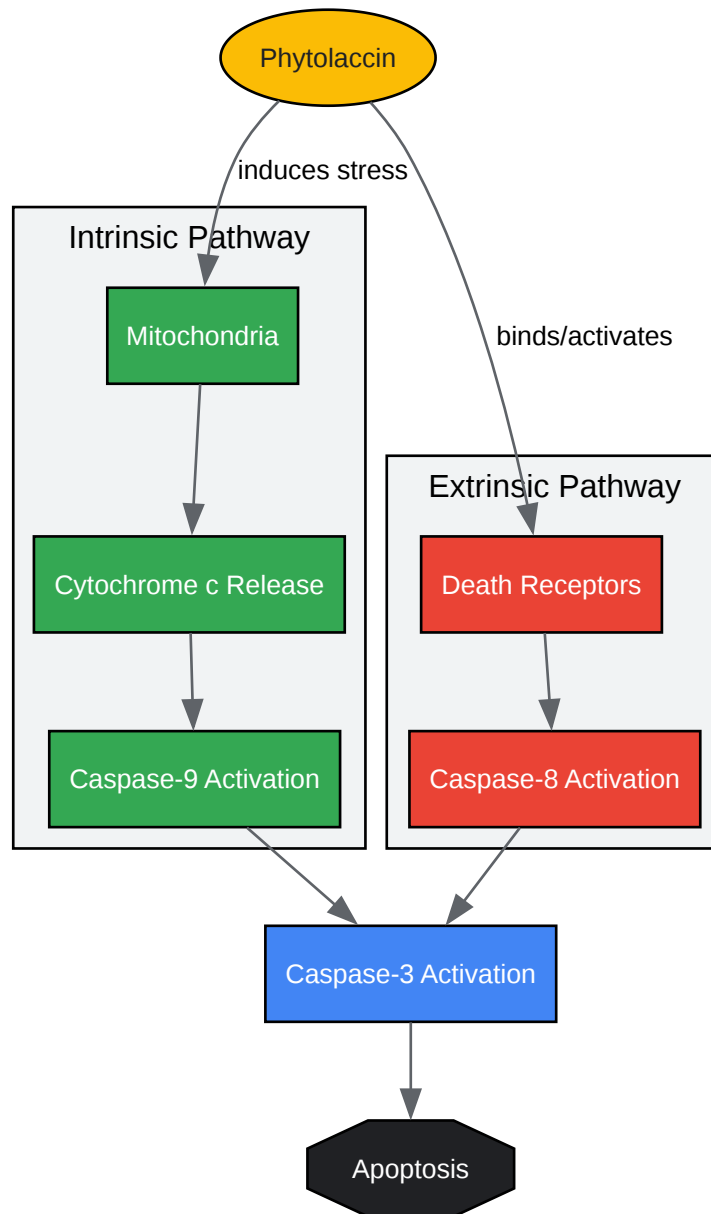 Phytolaccin
induces stress
Intrinsic Pathway
Mitochondria
binds/activates
Extrinsic Pathway
Cytochrome c Release
Death Receptors
Caspase-9 Activation
Caspase-8 Activation
Caspase-3 Activation
Apoptosis